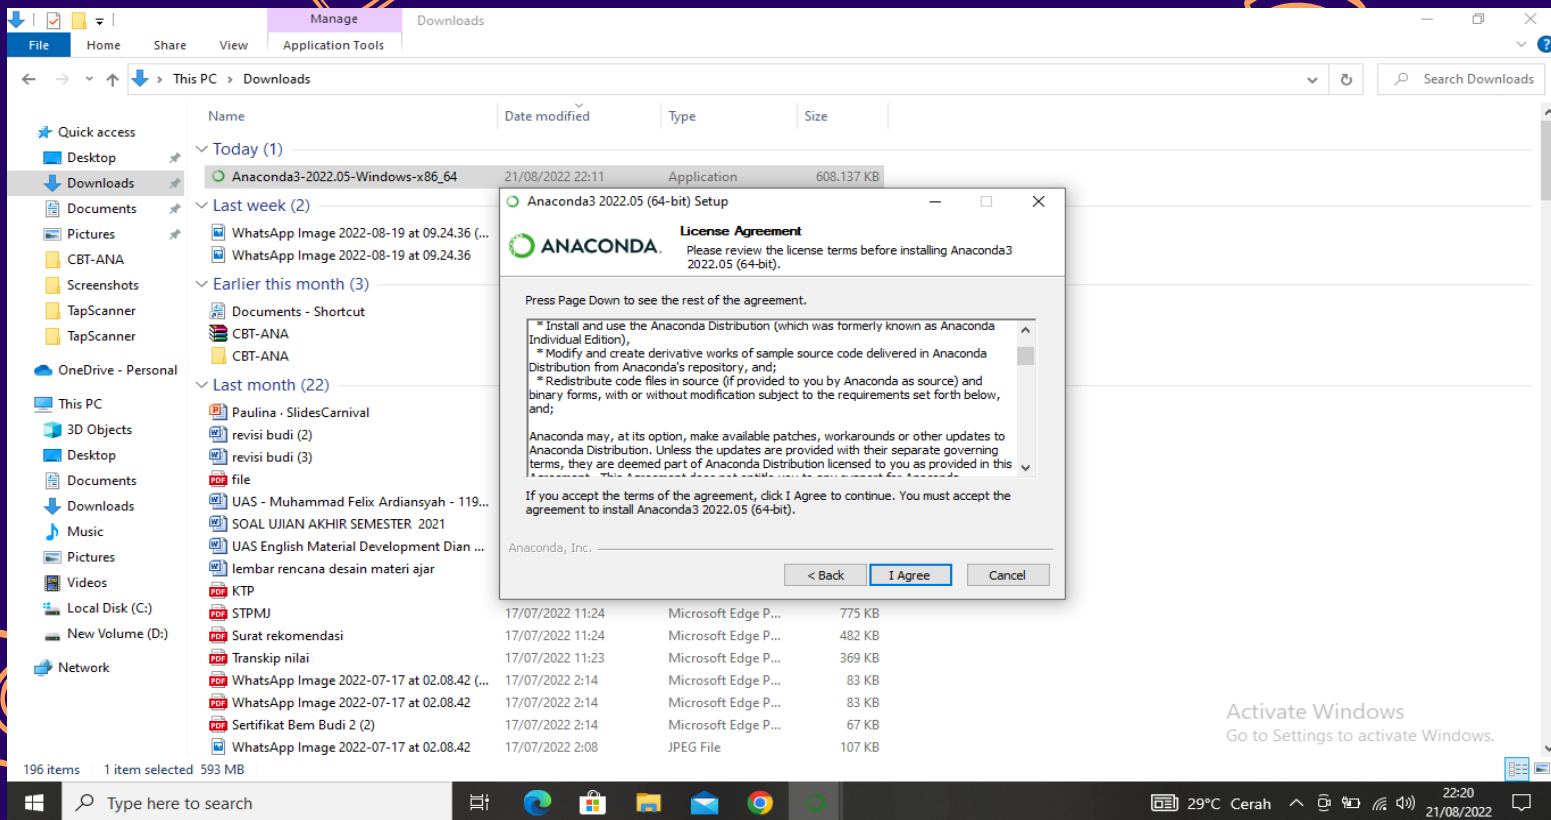 Manage
Downloads
File
Home
Share
View
Application Tools
This PC
Downloads
Search Downloads
Name
Date modified
Type
Size
Quick access
Desktop
Downloads
Documents
Pictures
CBT-ANA
Screenshots
TapScanner
TapScanner
OneDrive - Personal
This PC
3D Objects
Desktop
Documents
Downloads
Music
Pictures
Videos
Local Disk (C:)
New Volume (D:)
Network
Today (1)
Anaconda3-2022.05-Windows-x86_64 21/08/2022 22:11 Application 608.137 KB
Last week (2)
WhatsApp Image 2022-08-19 at 09.24.36 (...
WhatsApp Image 2022-08-19 at 09.24.36
Earlier this month (3)
Documents - Shortcut
CBT-ANA
CBT-ANA
Last month (22)
Paulina · SlidesCarnival
revisi budi (2)
revisi budi (3)
file
UAS - Muhammad Felix Ardiansyah - 119...
SOAL UJIAN AKHIR SEMESTER 2021
UAS English Material Development Dian ...
lembar rencana desain materi ajar
KTP
STPMJ 17/07/2022 11:24 Microsoft Edge P... 775 KB
Surat rekomendasi 17/07/2022 11:24 Microsoft Edge P... 482 KB
Transkip nilai 17/07/2022 11:23 Microsoft Edge P... 369 KB
WhatsApp Image 2022-07-17 at 02.08.42 (... 17/07/2022 2:14 Microsoft Edge P... 83 KB
WhatsApp Image 2022-07-17 at 02.08.42 17/07/2022 2:14 Microsoft Edge P... 83 KB
Sertifikat Bem Budi 2 (2) 17/07/2022 2:14 Microsoft Edge P... 67 KB
WhatsApp Image 2022-07-17 at 02.08.42 17/07/2022 2:08 JPEG File 107 KB
Anaconda3 2022.05 (64-bit) Setup
ANACONDA.
License Agreement
Please review the license terms before installing Anaconda3
2022.05 (64-bit).
Press Page Down to see the rest of the agreement.
* Install and use the Anaconda Distribution (which was formerly known as Anaconda
Individual Edition),
* Modify and create derivative works of sample source code delivered in Anaconda
Distribution from Anaconda's repository, and;
* Redistribute code files in source (if provided to you by Anaconda as source) and
binary forms, with or without modification subject to the requirements set forth below,
and;
Anaconda may, at its option, make available patches, workarounds or other updates to
Anaconda Distribution. Unless the updates are provided with their separate governing
terms, they are deemed part of Anaconda Distribution licensed to you as provided in this
If you accept the terms of the agreement, click I Agree to continue. You must accept the
agreement to install Anaconda3 2022.05 (64-bit).
Anaconda, Inc.
< Back
I Agree
Cancel
Activate Windows
Go to Settings to activate Windows.
196 items 1 item selected 593 MB
Type here to search
29°C Cerah
22:20
21/08/2022